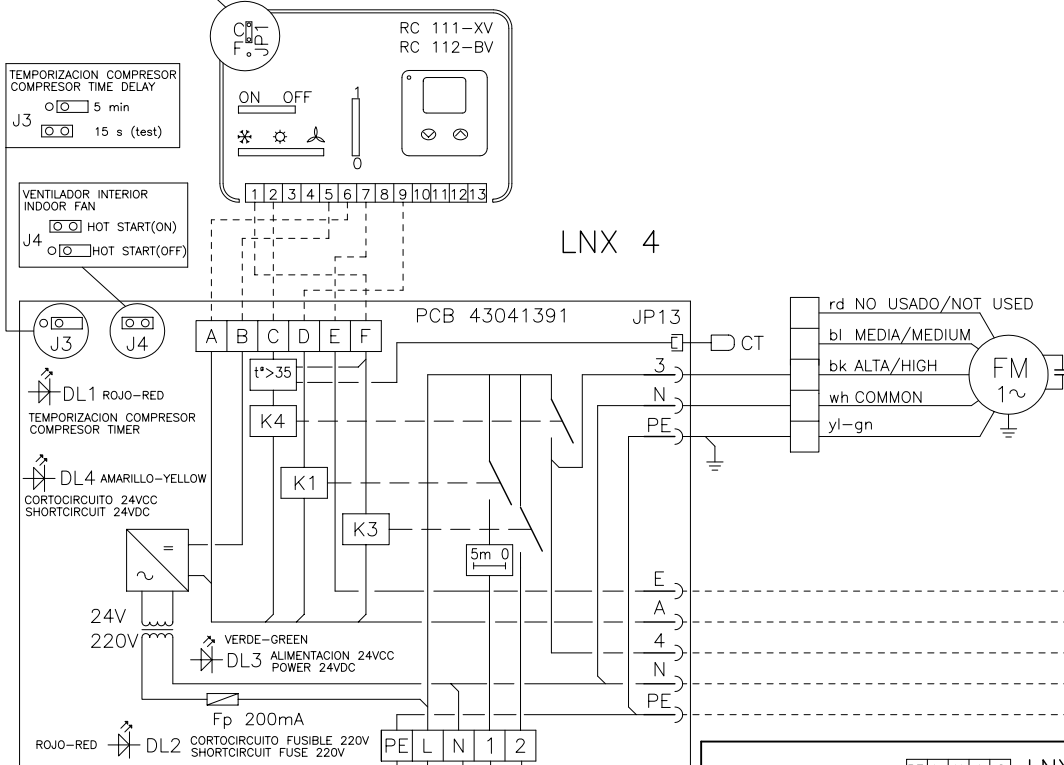 C
F
JP1
RC 111-XV
RC 112-BV
TEMPORIZACION COMPRESOR
COMPRESOR TIME DELAY
J3
5 min
15 s (test)
ON OFF
1
0
1 2 3 4 5 6 7 8 9 10 11 12 13
VENTILADOR INTERIOR
INDOOR FAN
J4
HOT START(ON)
HOT START(OFF)
LNX 4
J3
J4
A B C D E F
PCB 43041391
JP13
CT
rd NO USADO/NOT USED
bl MEDIA/MEDIUM
bk ALTA/HIGH
wh COMMON
yl-gn
FM
1~
3
N
PE
t°>35
K4
K1
K3
5m 0
DL1 ROJO-RED
TEMPORIZACION COMPRESOR
COMPRESOR TIMER
DL4 AMARILLO-YELLOW
CORTOCIRCUITO 24VCC
SHORTCIRCUIT 24VDC
=
~
24V
220V
E
A
4
N
PE
VERDE-GREEN
DL3 ALIMENTACION 24VCC
POWER 24VDC
Fp 200mA
ROJO-RED DL2 CORTOCIRCUITO FUSIBLE 220V
SHORTCIRCUIT FUSE 220V
PE L N 1 2